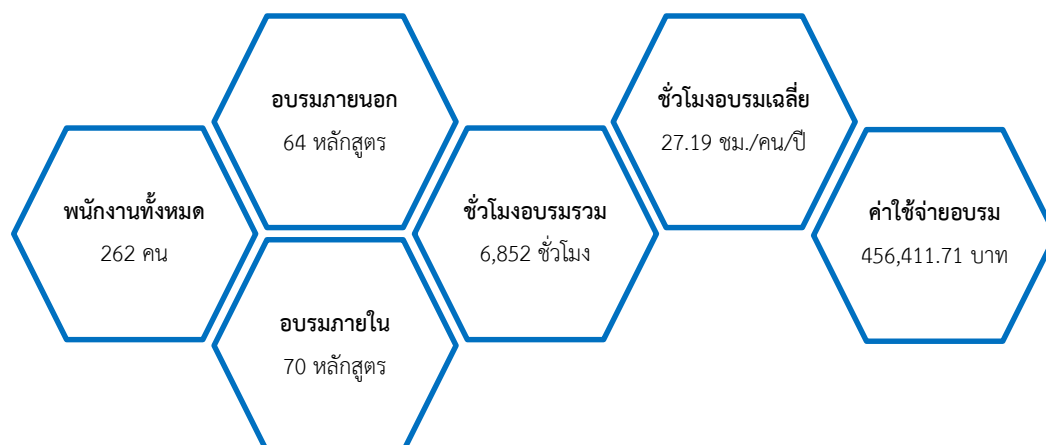 อบรมภายนอก
64 หลักสูตร
ชั่วโมงอบรมเฉลี่ย
27.19 ชม./คน/ปี
พนักงานทั้งหมด
262 คน
ชั่วโมงอบรมรวม
6,852 ชั่วโมง
ค่าใช้จ่ายอบรม
456,411.71 บาท
อบรมภายใน
70 หลักสูตร